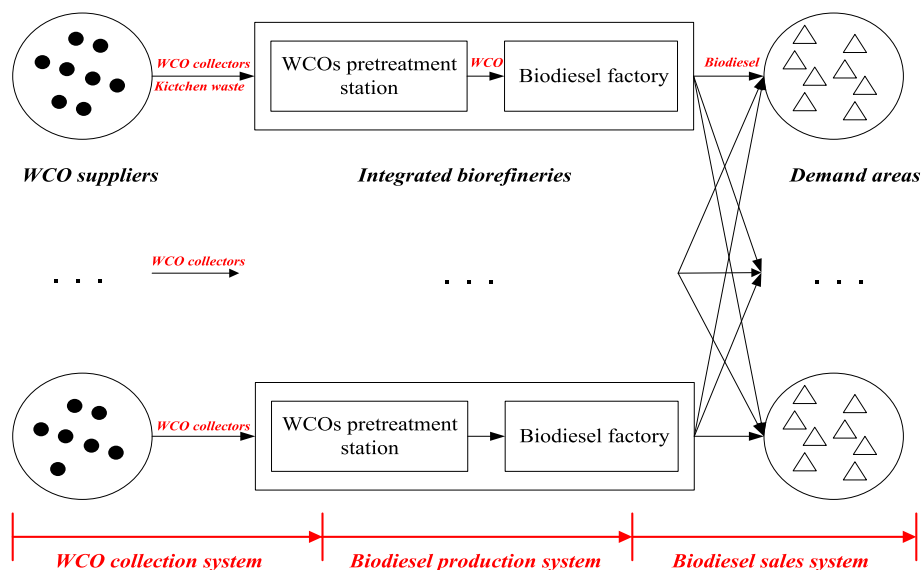 WCO collectors
Kictchen waste
WCOs pretreatment
station
WCO
Biodiesel factory
Biodiesel
WCO suppliers
Integrated biorefineries
Demand areas
WCO collectors
. . .
. . .
. . .
WCO collectors
WCOs pretreatment
station
Biodiesel factory
WCO collection system
Biodiesel production system
Biodiesel sales system